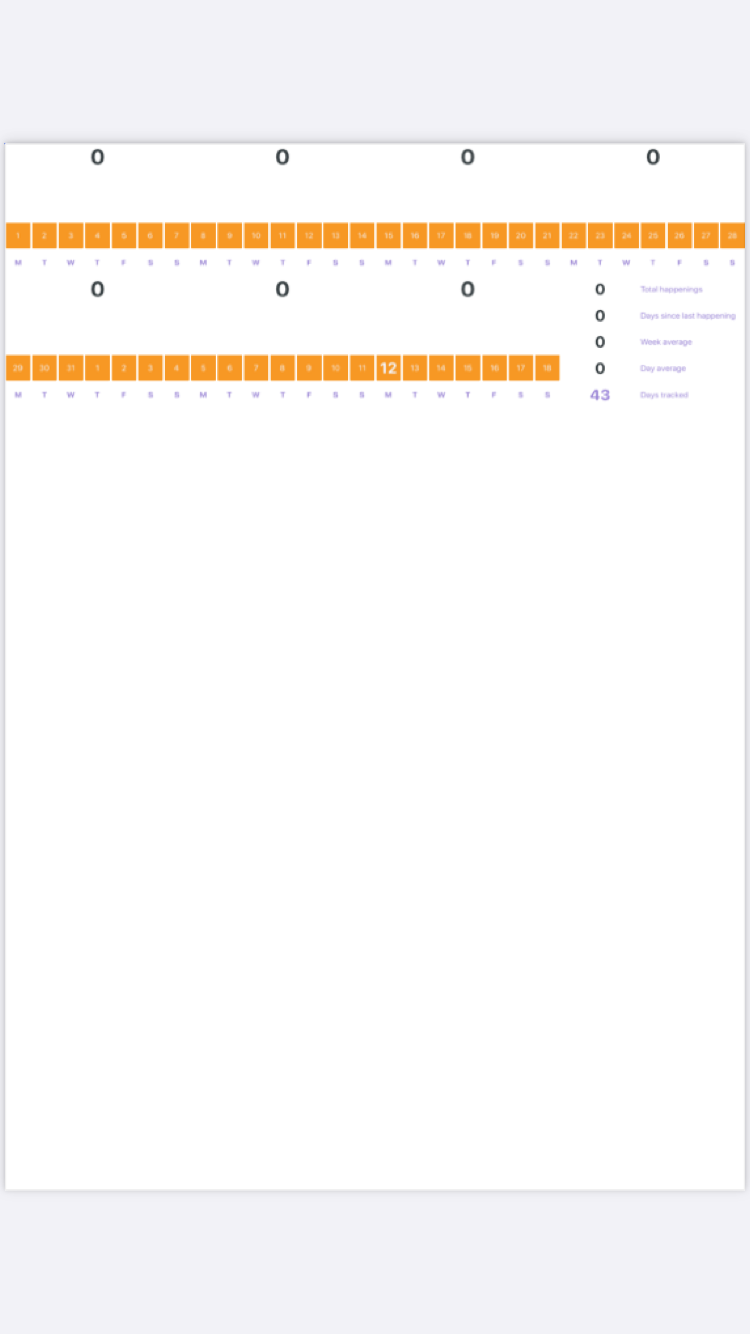 0 0 0 0
1 2 3 4 5 6 7 8 9 10 11 12 13 14 15 16 17 18 19 20 21 22 23 24 25 26 27 28
M T W T F S S M T W T F S S M T W T F S S M T W T F S S
0 0 0 0 Total happenings
0 Days since last happening
0 Week average
29 30 31 1 2 3 4 5 6 7 8 9 10 11 12 13 14 15 16 17 18 0 Day average
M T W T F S S M T W T F S S M T W T F S S 43 Days tracked